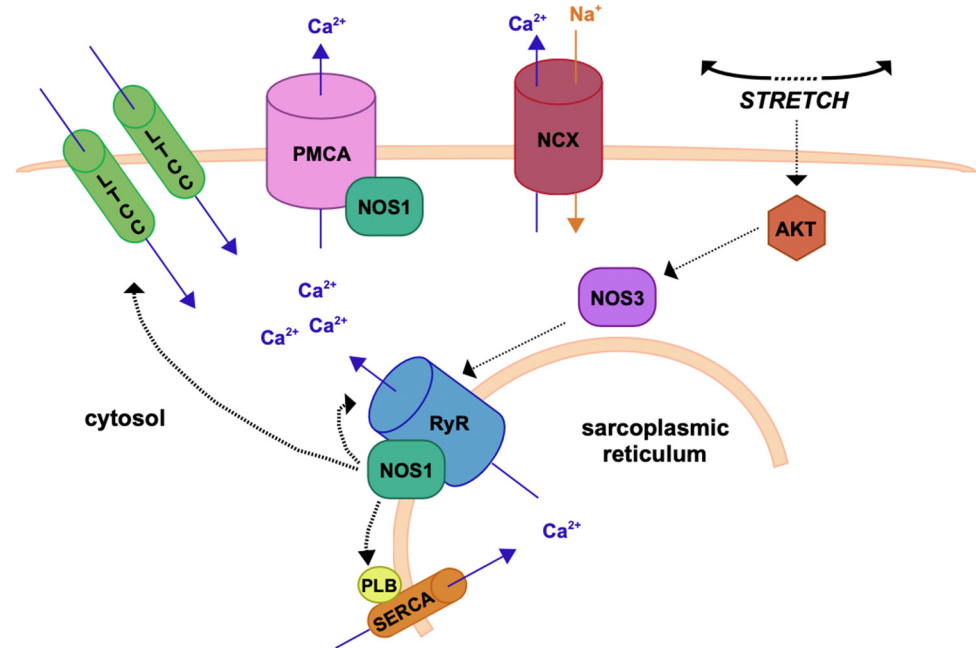 Ca²⁺
Ca²⁺
Na⁺
STRETCH
LTCC
LTCC
PMCA
NCX
NOS1
AKT
Ca²⁺
NOS3
Ca²⁺
Ca²⁺
cytosol
RyR
sarcoplasmic
reticulum
NOS1
Ca²⁺
PLB
SERCA